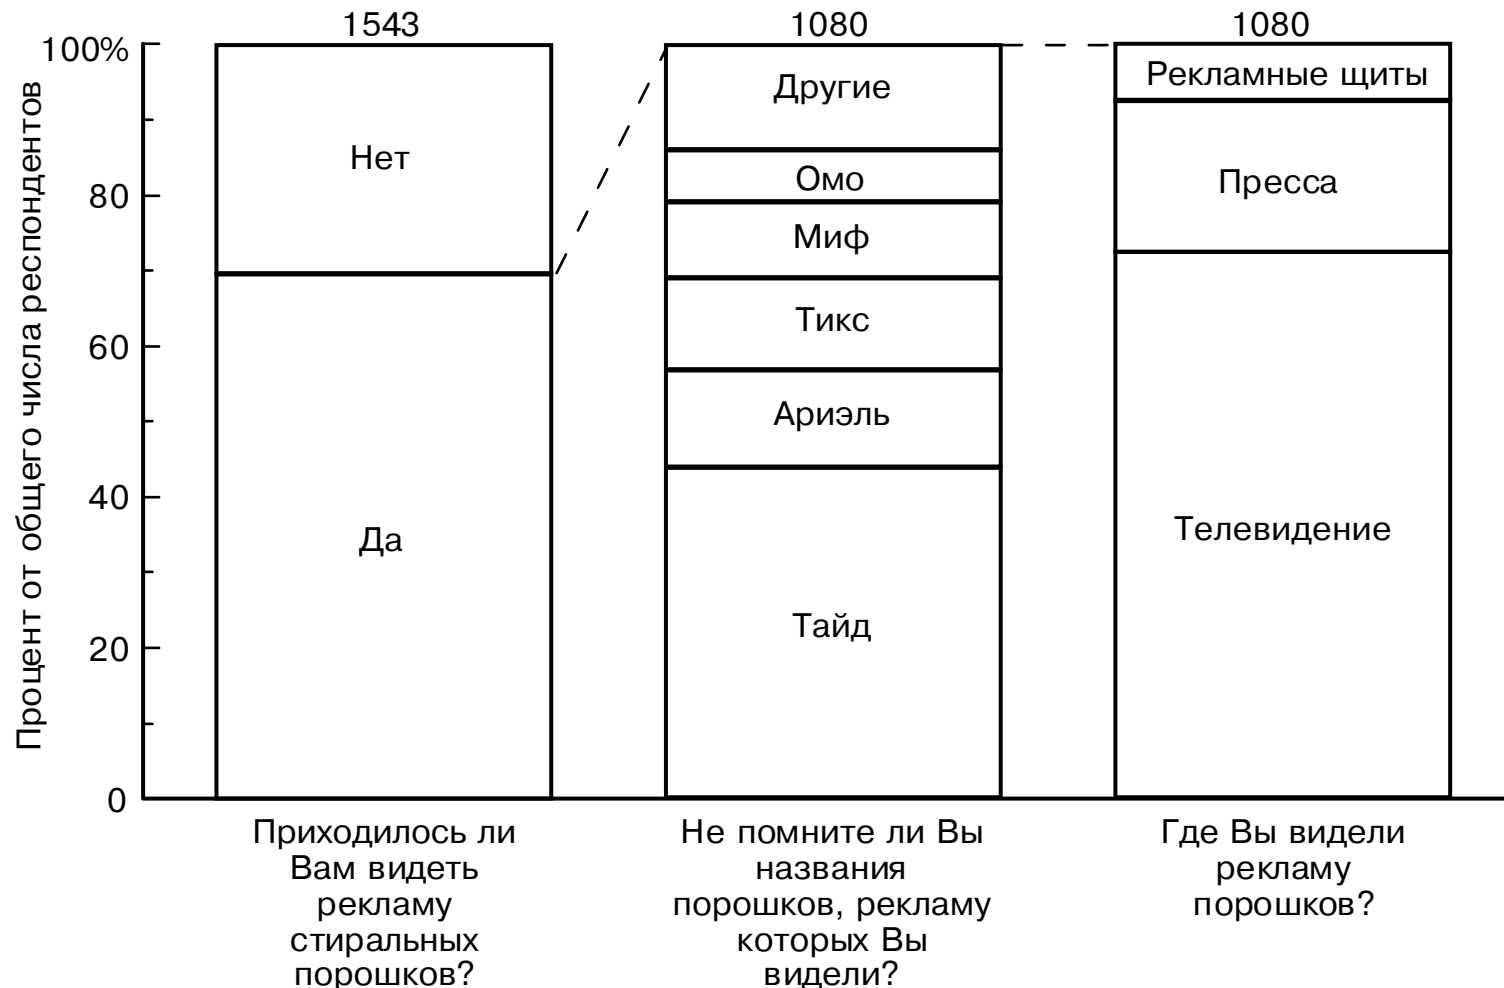 Процент от общего числа респондентов
100%
80
60
40
20
0
1543
Нет
Да
Приходилось ли
Вам видеть
рекламу
стиральных
порошков?
1080
Другие
Омо
Миф
Тикс
Ариэль
Тайд
Не помните ли Вы
названия
порошков, рекламу
которых Вы
видели?
1080
Рекламные щиты
Пресса
Телевидение
Где Вы видели
рекламу
порошков?